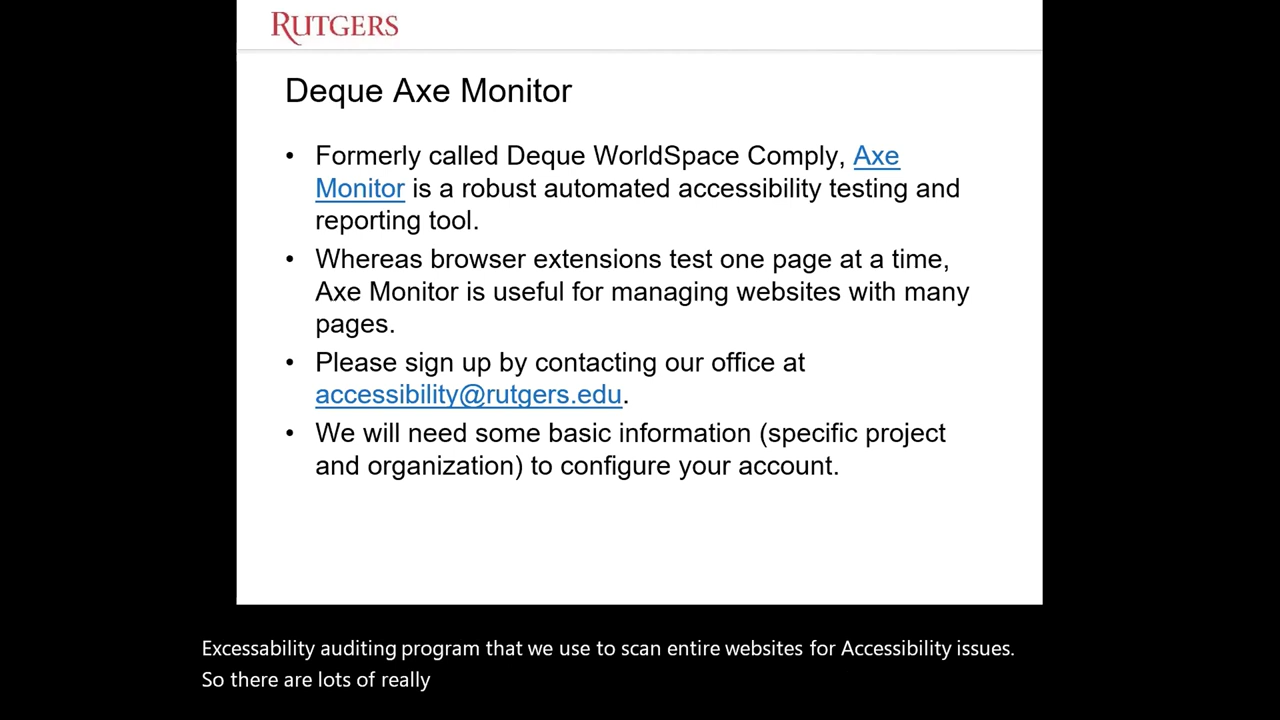 RUTGERS
Deque Axe Monitor
• Formerly called Deque WorldSpace Comply, Axe
Monitor is a robust automated accessibility testing and
reporting tool.
• Whereas browser extensions test one page at a time,
Axe Monitor is useful for managing websites with many
pages.
• Please sign up by contacting our office at
accessibility@rutgers.edu.
• We will need some basic information (specific project
and organization) to configure your account.
Excessability auditing program that we use to scan entire websites for Accessibility issues.
So there are lots of really